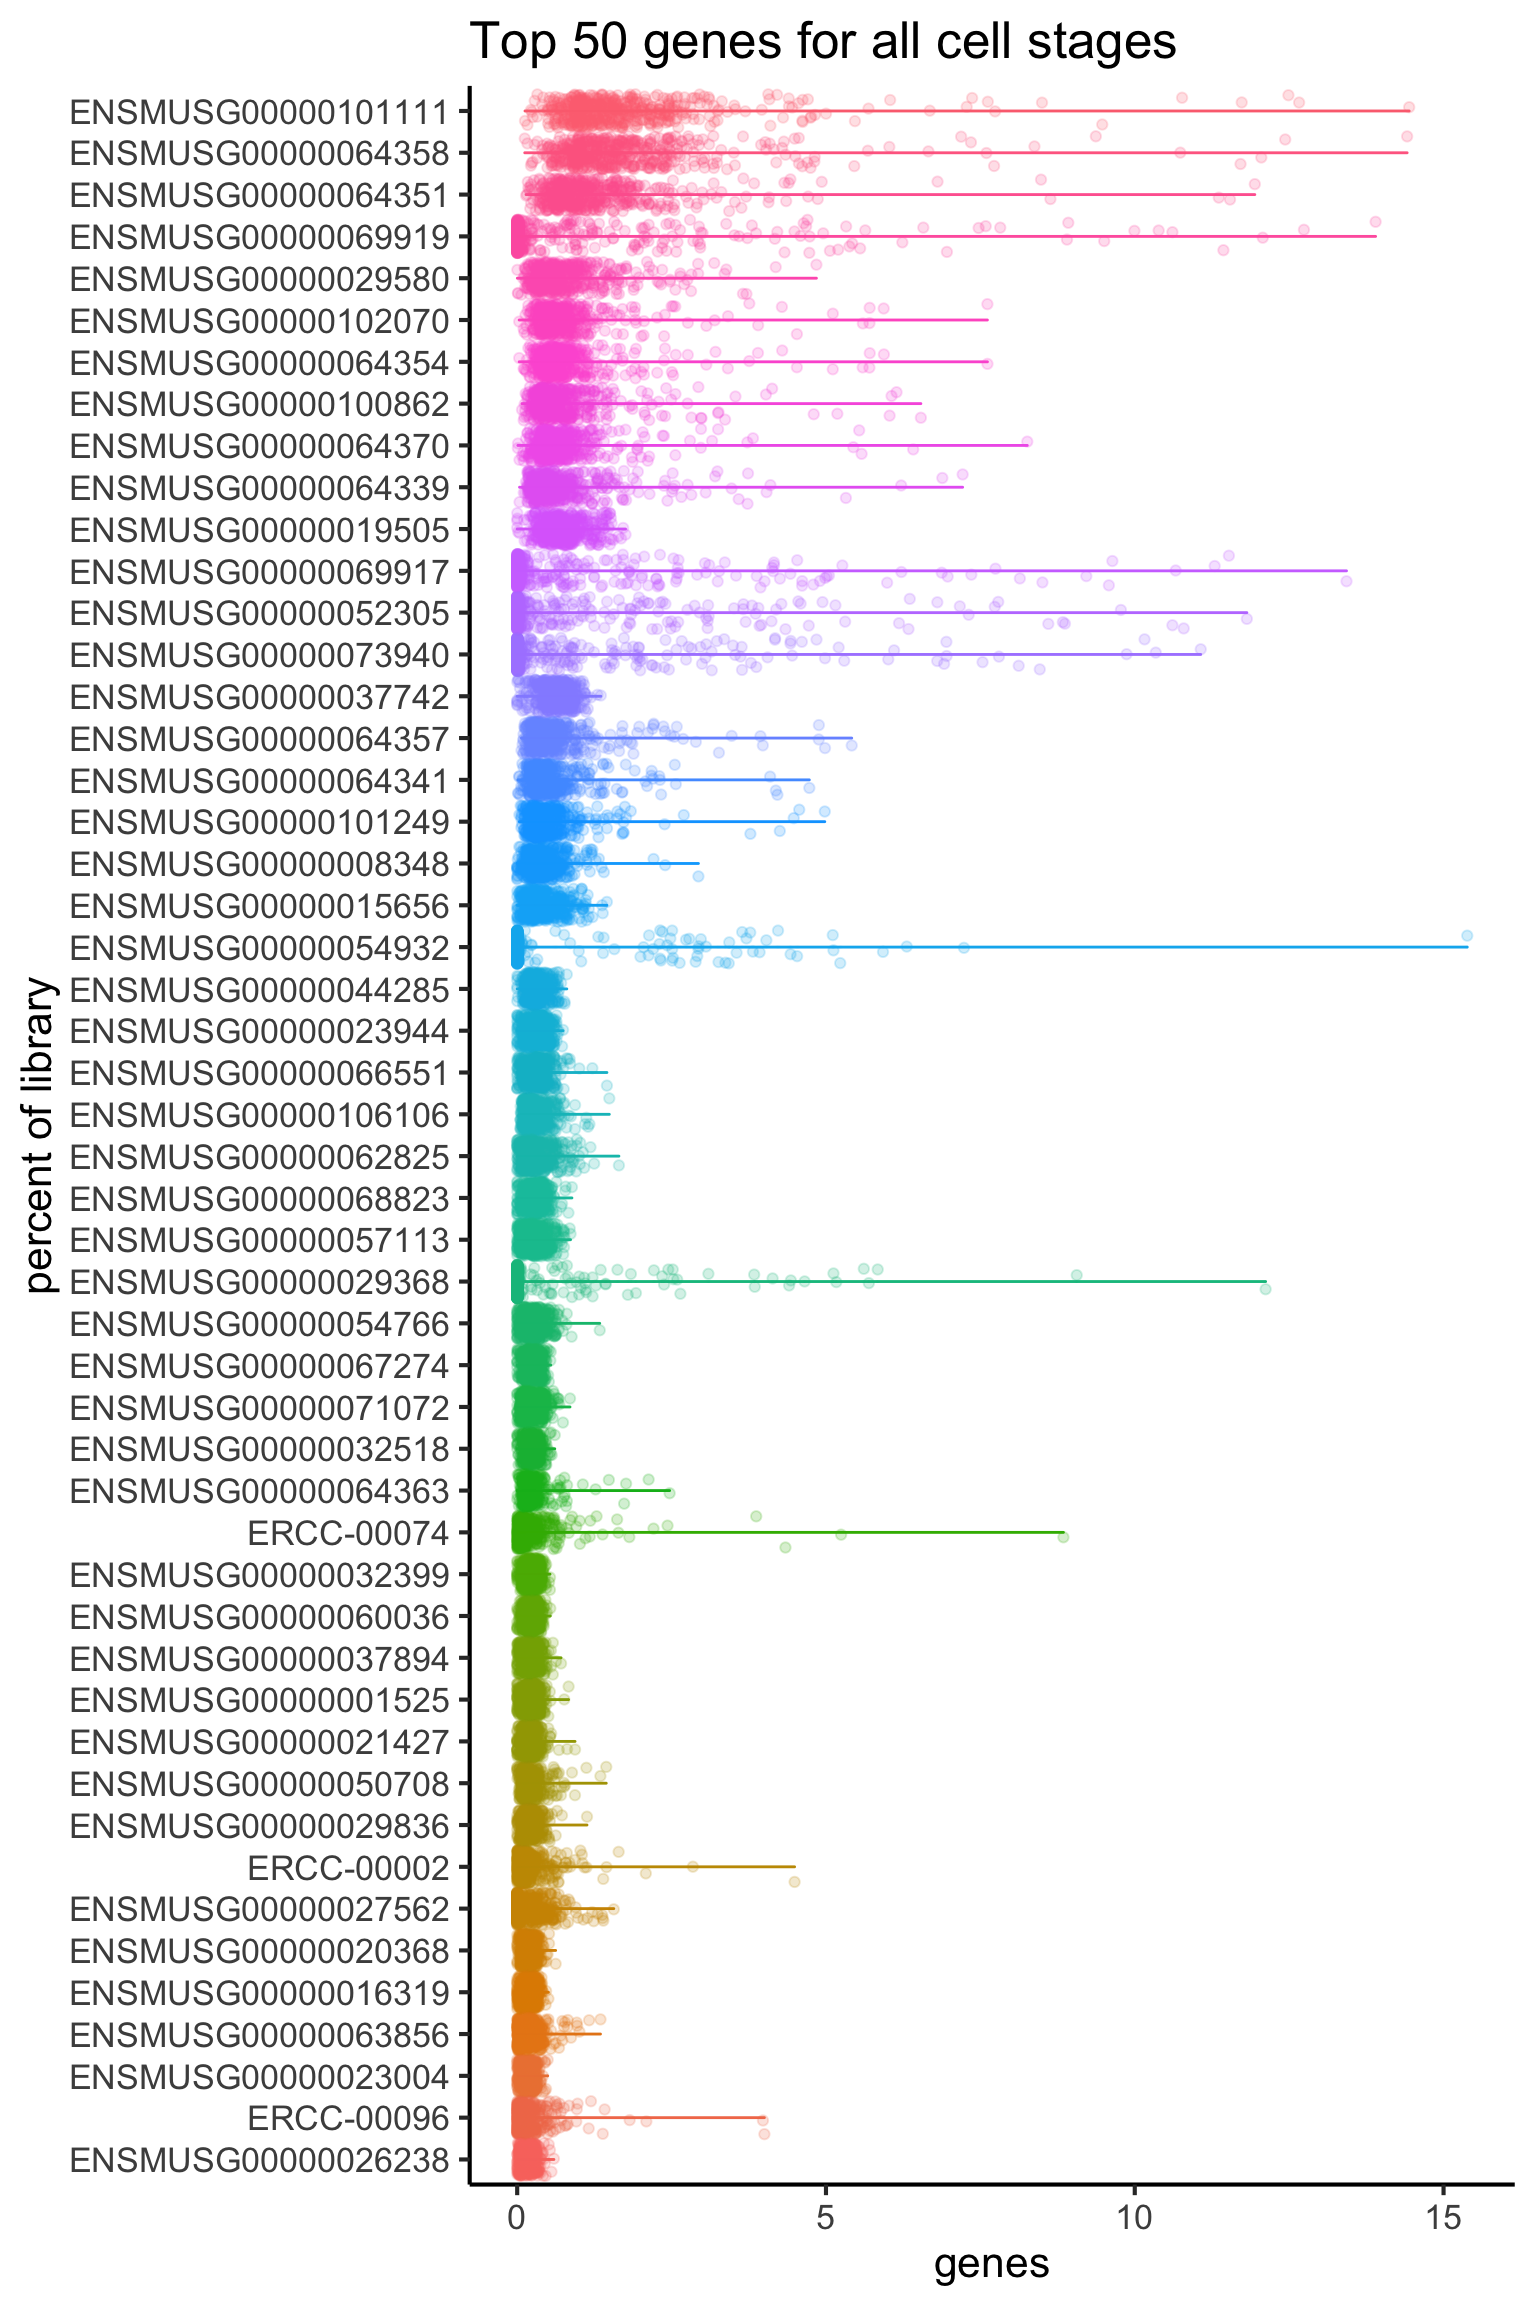 Top 50 genes for all cell stages
ENSMUSG00000101111
ENSMUSG00000064358
ENSMUSG00000064351
ENSMUSG00000069919
ENSMUSG00000029580
ENSMUSG00000102070
ENSMUSG00000064354
ENSMUSG00000100862
ENSMUSG00000064370
ENSMUSG00000064339
ENSMUSG00000019505
ENSMUSG00000069917
ENSMUSG00000052305
ENSMUSG00000073940
ENSMUSG00000037742
ENSMUSG00000064357
ENSMUSG00000064341
ENSMUSG00000101249
ENSMUSG00000008348
ENSMUSG00000015656
ENSMUSG00000054932
ENSMUSG00000044285
ENSMUSG00000023944
ENSMUSG00000066551
ENSMUSG00000106106
ENSMUSG00000062825
ENSMUSG00000068823
ENSMUSG00000057113
ENSMUSG00000029368
ENSMUSG00000054766
ENSMUSG00000067274
ENSMUSG00000071072
ENSMUSG00000032518
ENSMUSG00000064363
ERCC-00074
ENSMUSG00000032399
ENSMUSG00000060036
ENSMUSG00000037894
ENSMUSG00000001525
ENSMUSG00000021427
ENSMUSG00000050708
ENSMUSG00000029836
ERCC-00002
ENSMUSG00000027562
ENSMUSG00000020368
ENSMUSG00000016319
ENSMUSG00000063856
ENSMUSG00000023004
ERCC-00096
ENSMUSG00000026238
percent of library
0 5 10 15
genes